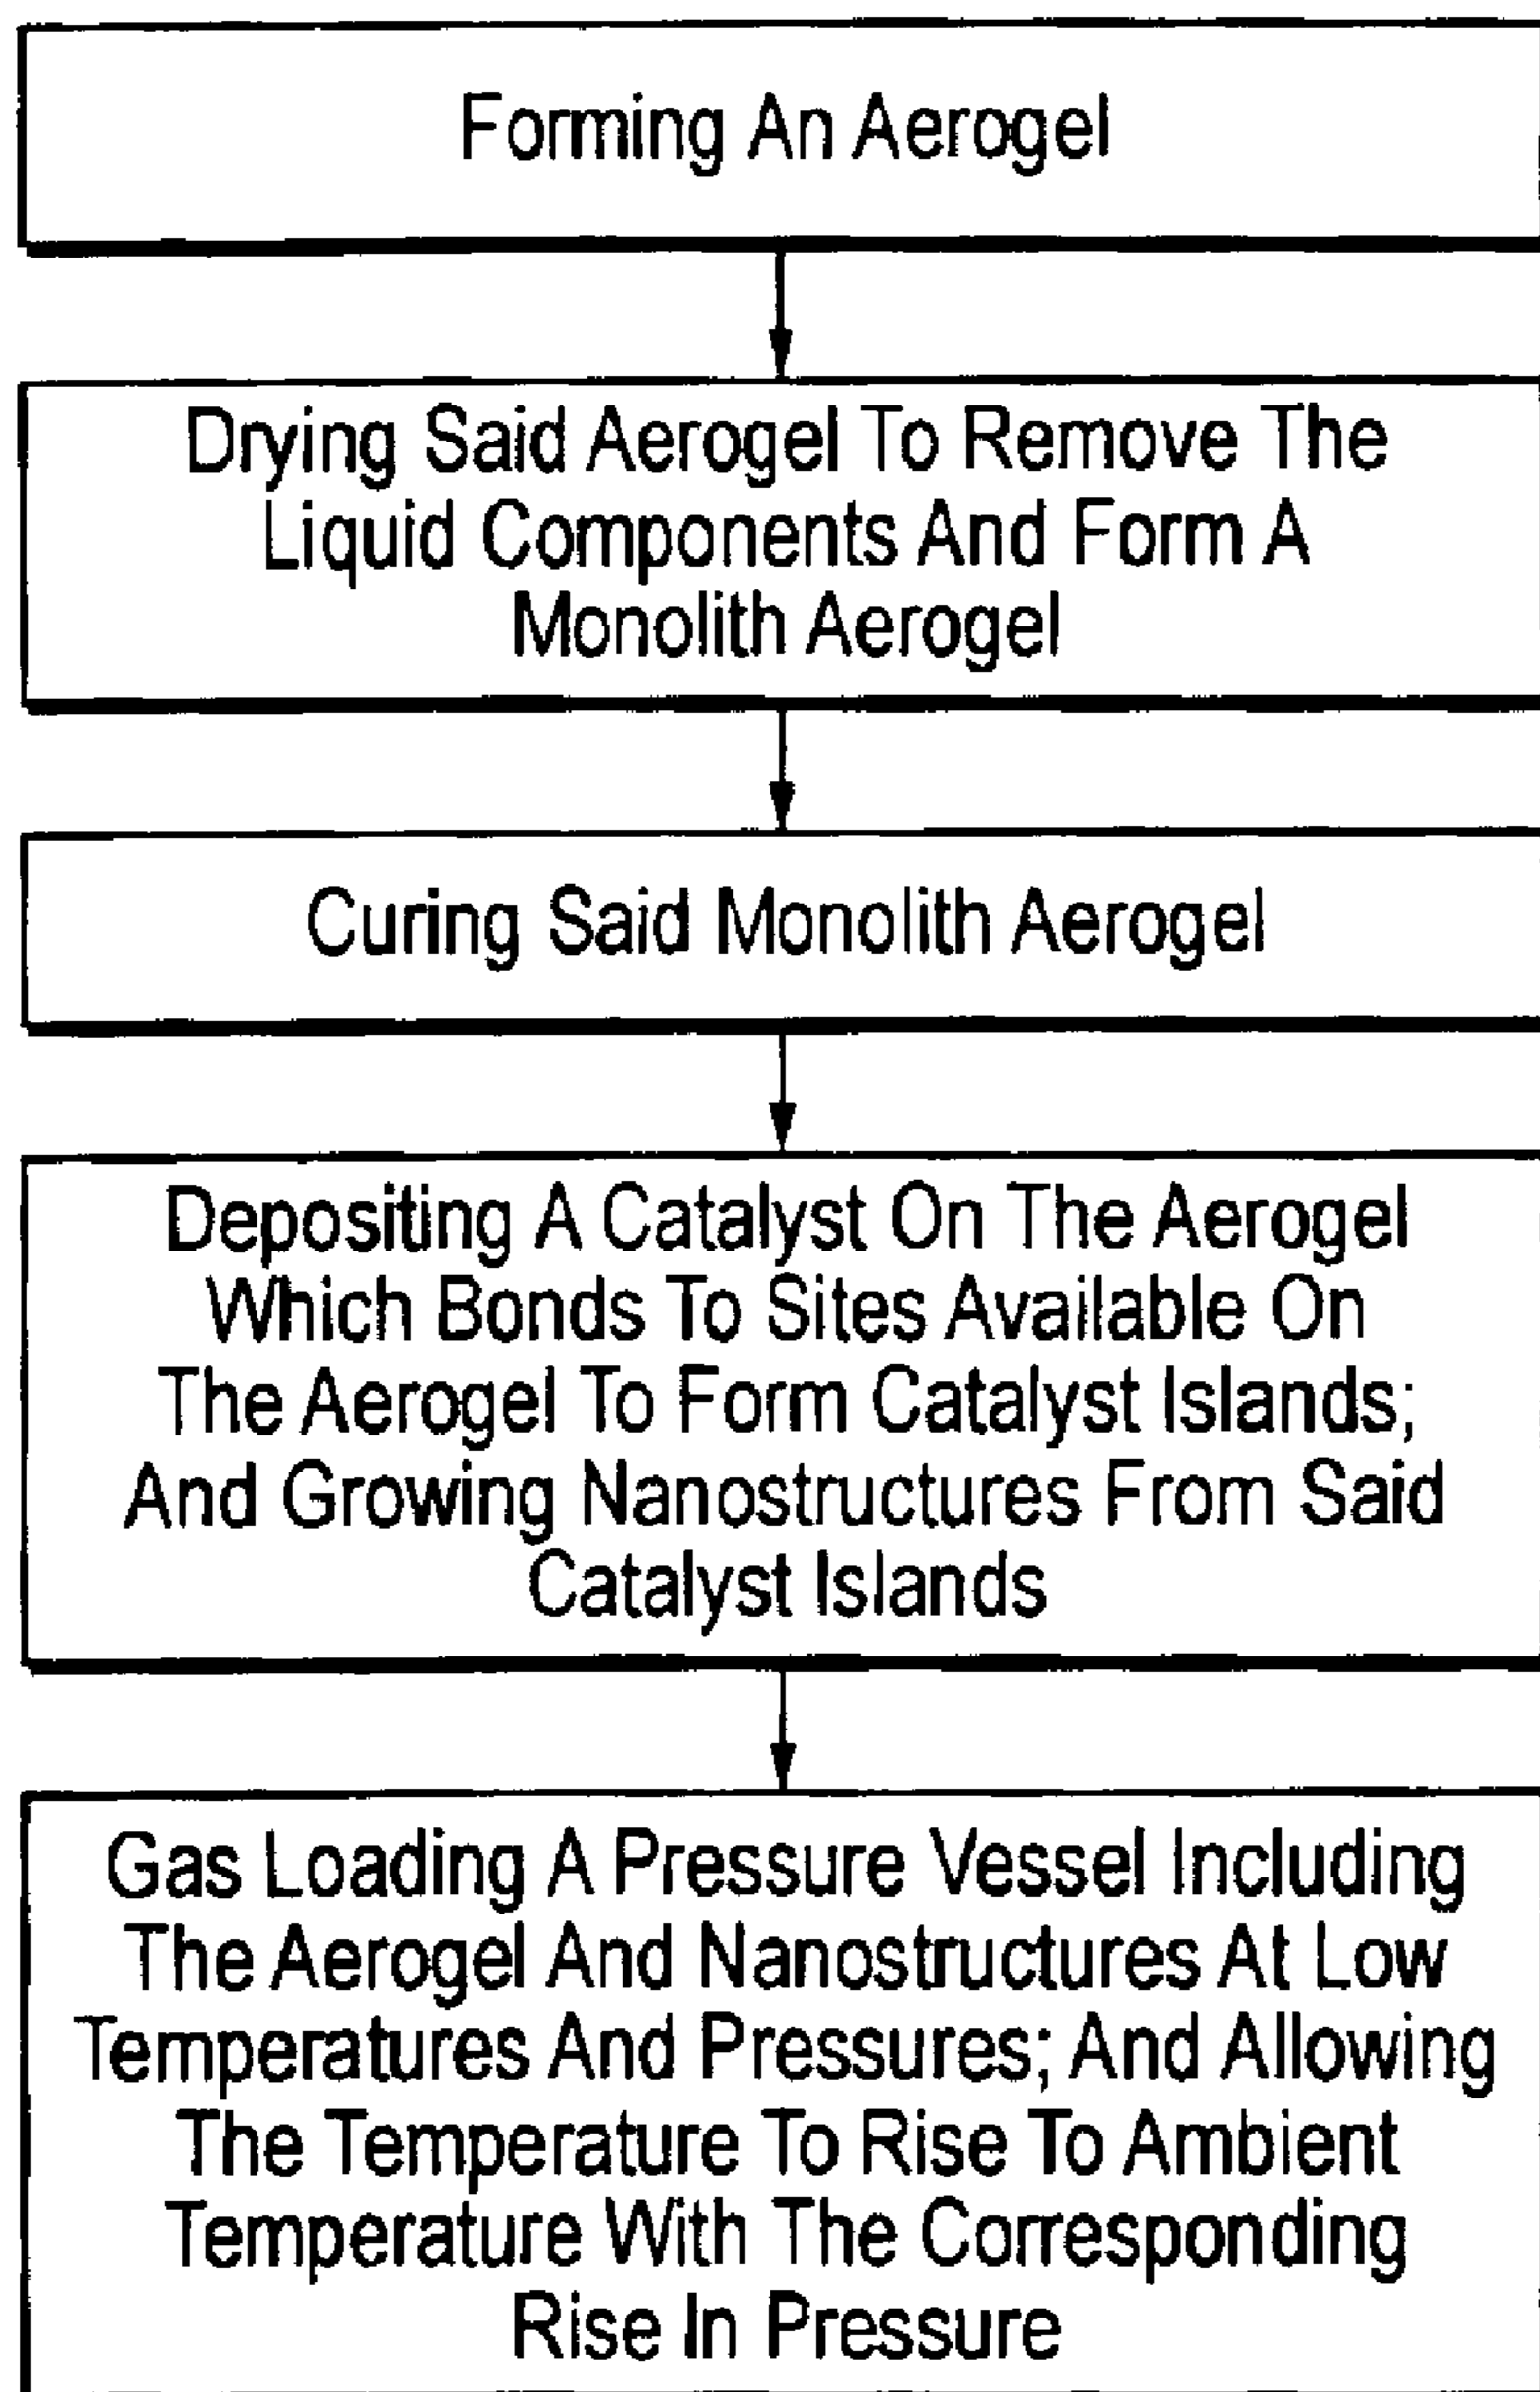 Forming An Aerogel
Drying Said Aerogel To Remove The
Liquid Components And Form A
Monolith Aerogel
Curing Said Monolith Aerogel
Depositing A Catalyst On The Aerogel
Which Bonds To Sites Available On
The Aerogel To Form Catalyst Islands;
And Growing Nanostructures From Said
Catalyst Islands
Gas Loading A Pressure Vessel Including
The Aerogel And Nanostructures At Low
Temperatures And Pressures; And Allowing
The Temperature To Rise To Ambient
Temperature With The Corresponding
Rise In Pressure